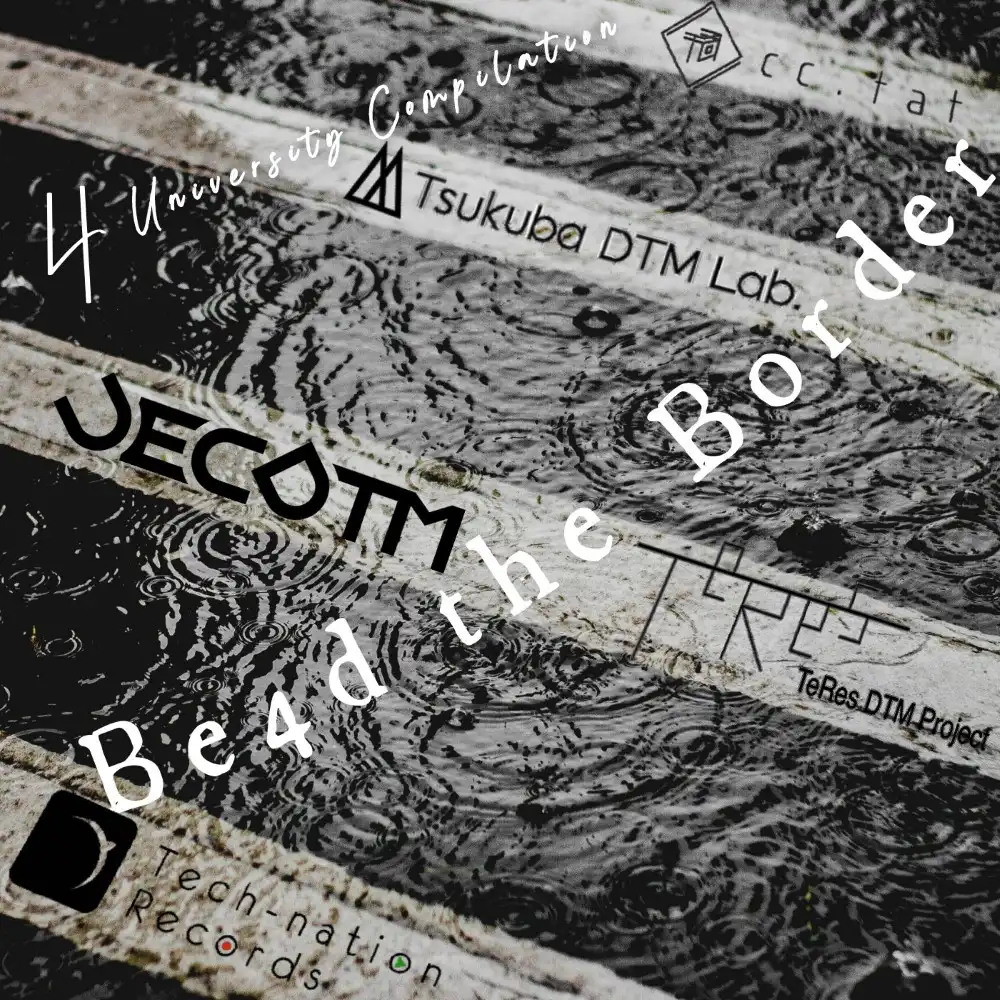 4 University Compilation
cc.tat
Tsukuba DTM Lab.
Be4d the Border
UECDTM
TeRes
TeRes DTM Project
Tech-nation
Records